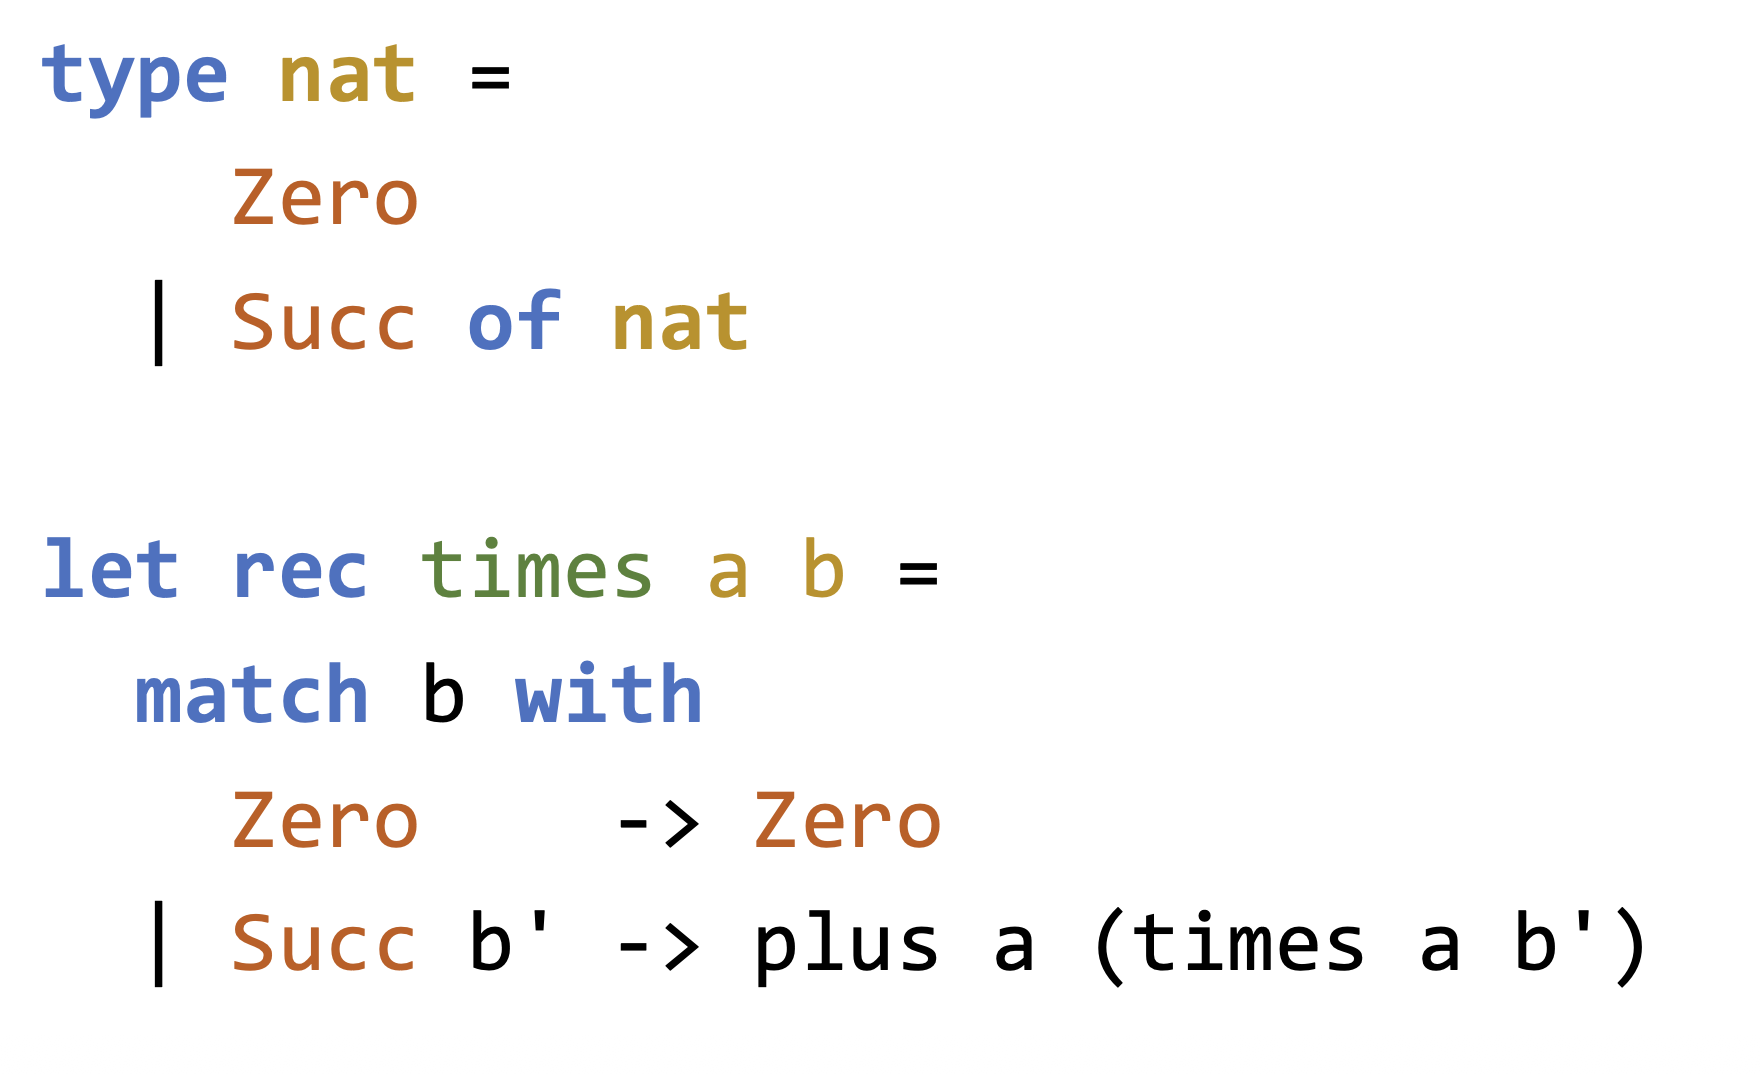 type nat =
    Zero
  | Succ of nat

let rec times a b =
  match b with
    Zero    -> Zero
  | Succ b' -> plus a (times a b')